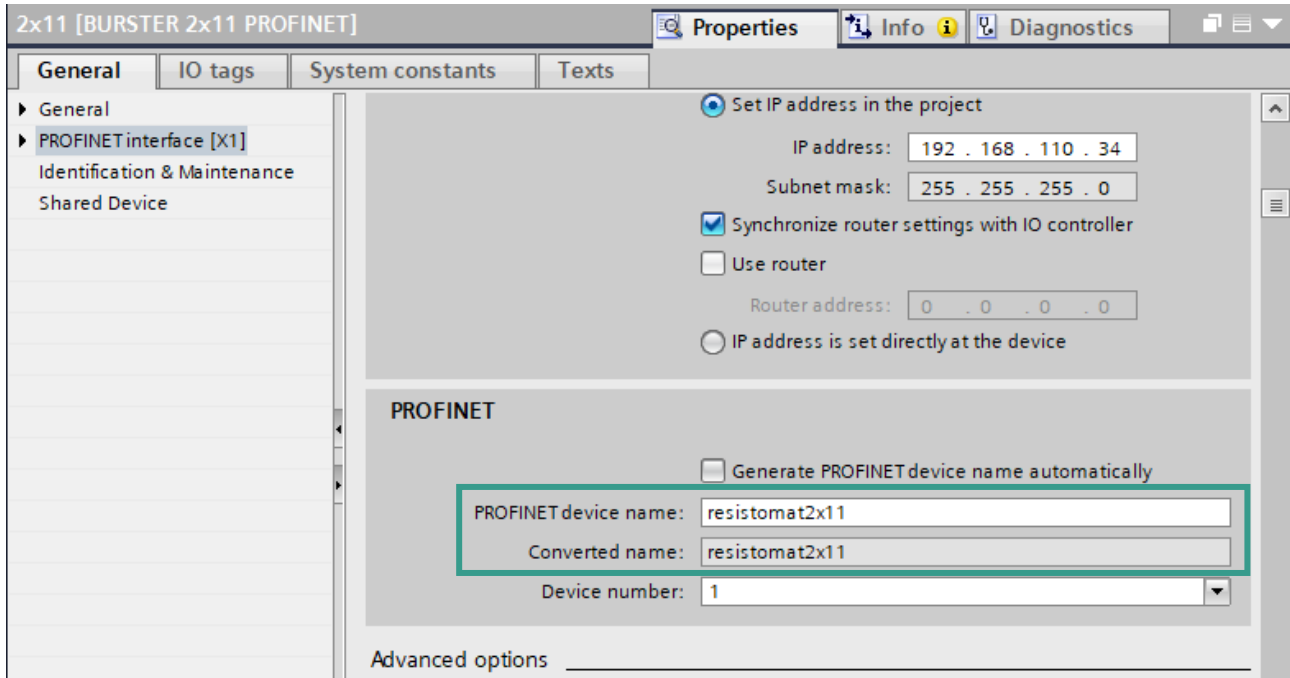 2x11 [BURSTER 2x11 PROFINET]
Properties
Info
Diagnostics
General
IO tags
System constants
Texts
General
PROFINET interface [X1]
Identification & Maintenance
Shared Device
Set IP address in the project
IP address: 192 . 168 . 110 . 34
Subnet mask: 255 . 255 . 255 . 0
Synchronize router settings with IO controller
Use router
Router address: 0 . 0 . 0 . 0
IP address is set directly at the device
PROFINET
Generate PROFINET device name automatically
PROFINET device name: resistomat2x11
Converted name: resistomat2x11
Device number: 1
Advanced options